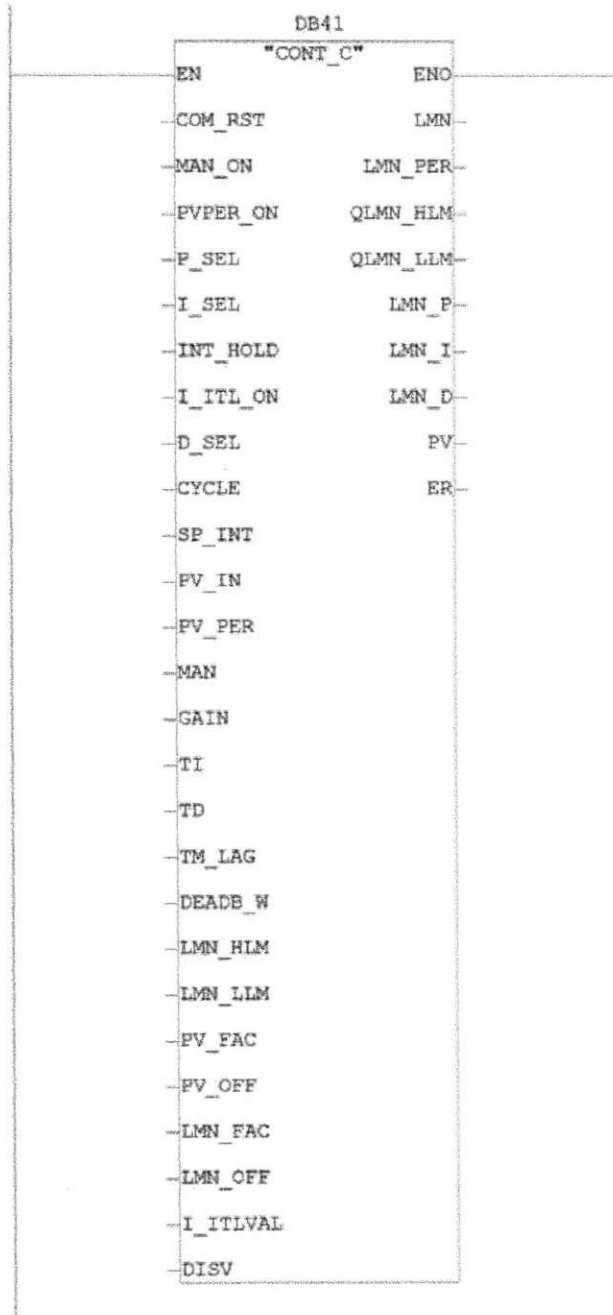 DB41
"CONT_C"
EN ENO
COM_RST LMN
MAN_ON LMN_PER
PVPER_ON QLMN_HLM
P_SEL QLMN_LLM
I_SEL LMN_P
INT_HOLD LMN_I
I_ITL_ON LMN_D
D_SEL PV
CYCLE ER
SP_INT
PV_IN
PV_PER
MAN
GAIN
TI
TD
TM_LAG
DEADB_W
LMN_HLM
LMN_LLM
PV_FAC
PV_OFF
LMN_FAC
LMN_OFF
I_ITLVAL
DISV